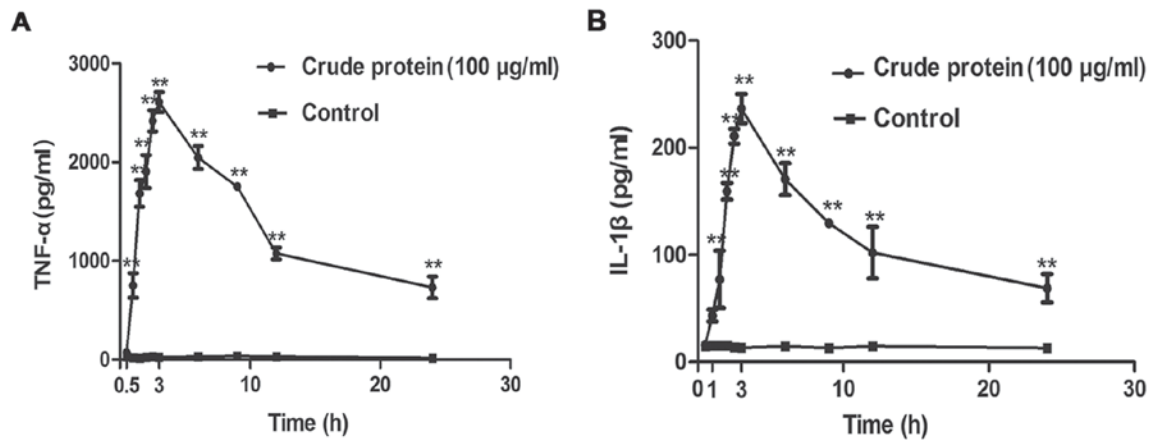 A
3000
2000
1000
0
TNF-α (pg/ml)
Crude protein (100 µg/ml)
Control
** ** ** ** ** ** ** ** ** **
0.5 3 10 20 30
Time (h)
B
300
200
100
0
IL-1β (pg/ml)
Crude protein (100 µg/ml)
Control
** ** ** ** ** ** ** **
0 1 3 10 20 30
Time (h)